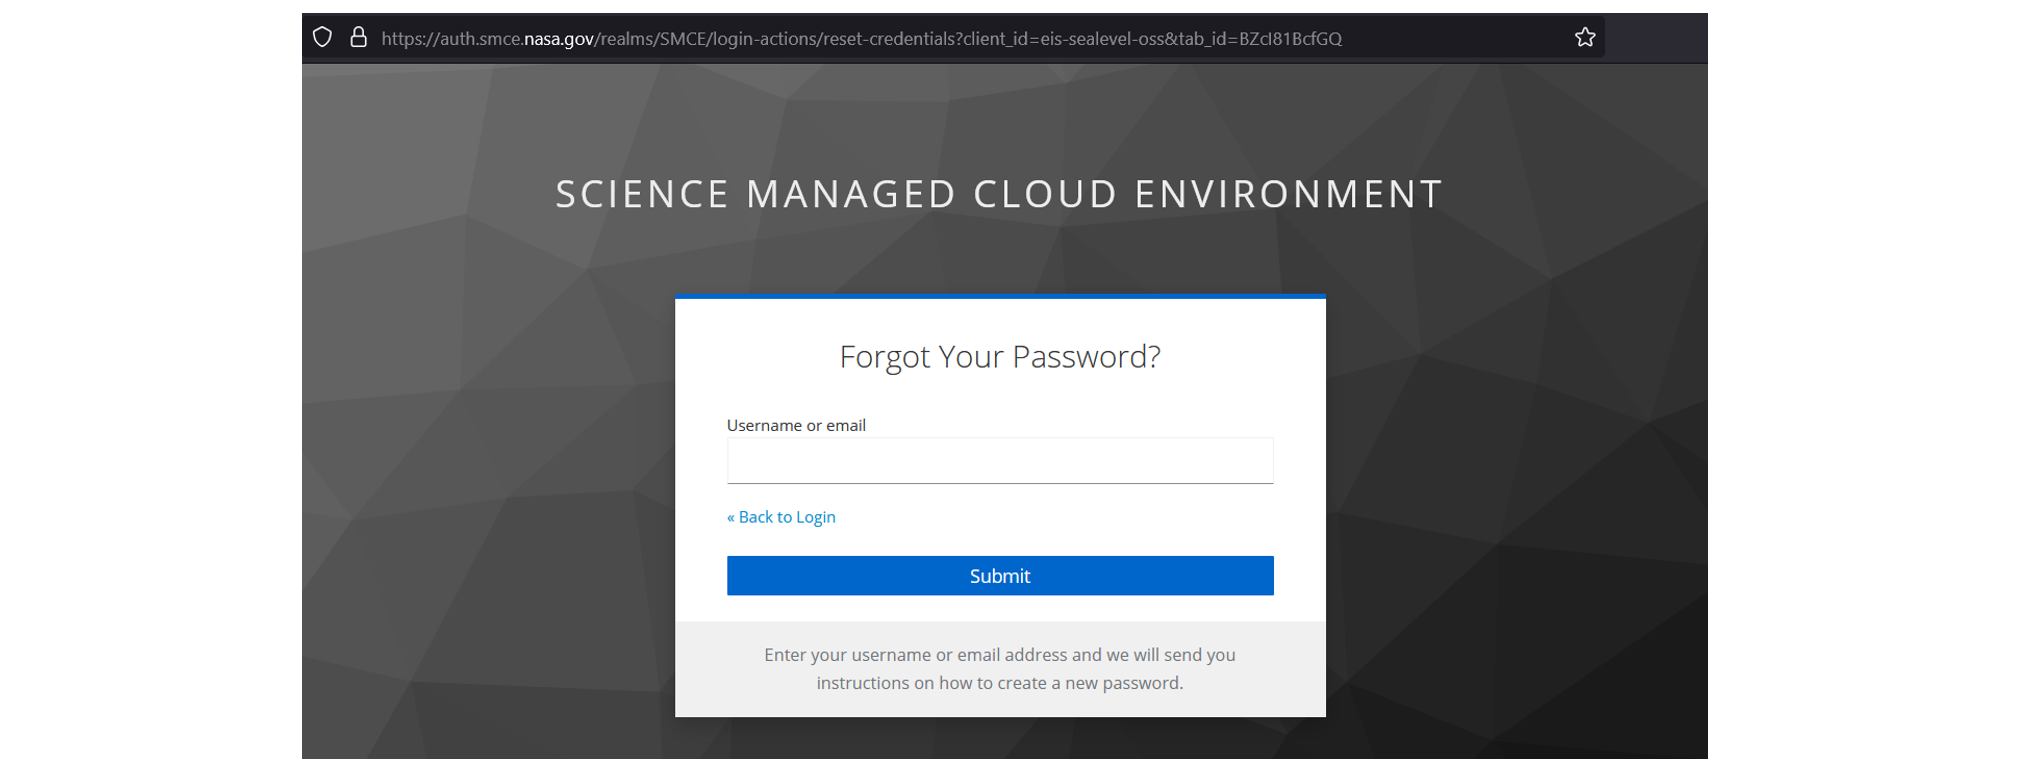 https://auth.smce.nasa.gov/realms/SMCE/login-actions/reset-credentials?client_id=eis-sealevel-oss&tab_id=BZcI81BcfGQ
SCIENCE MANAGED CLOUD ENVIRONMENT
Forgot Your Password?
Username or email
« Back to Login
Submit
Enter your username or email address and we will send you
instructions on how to create a new password.